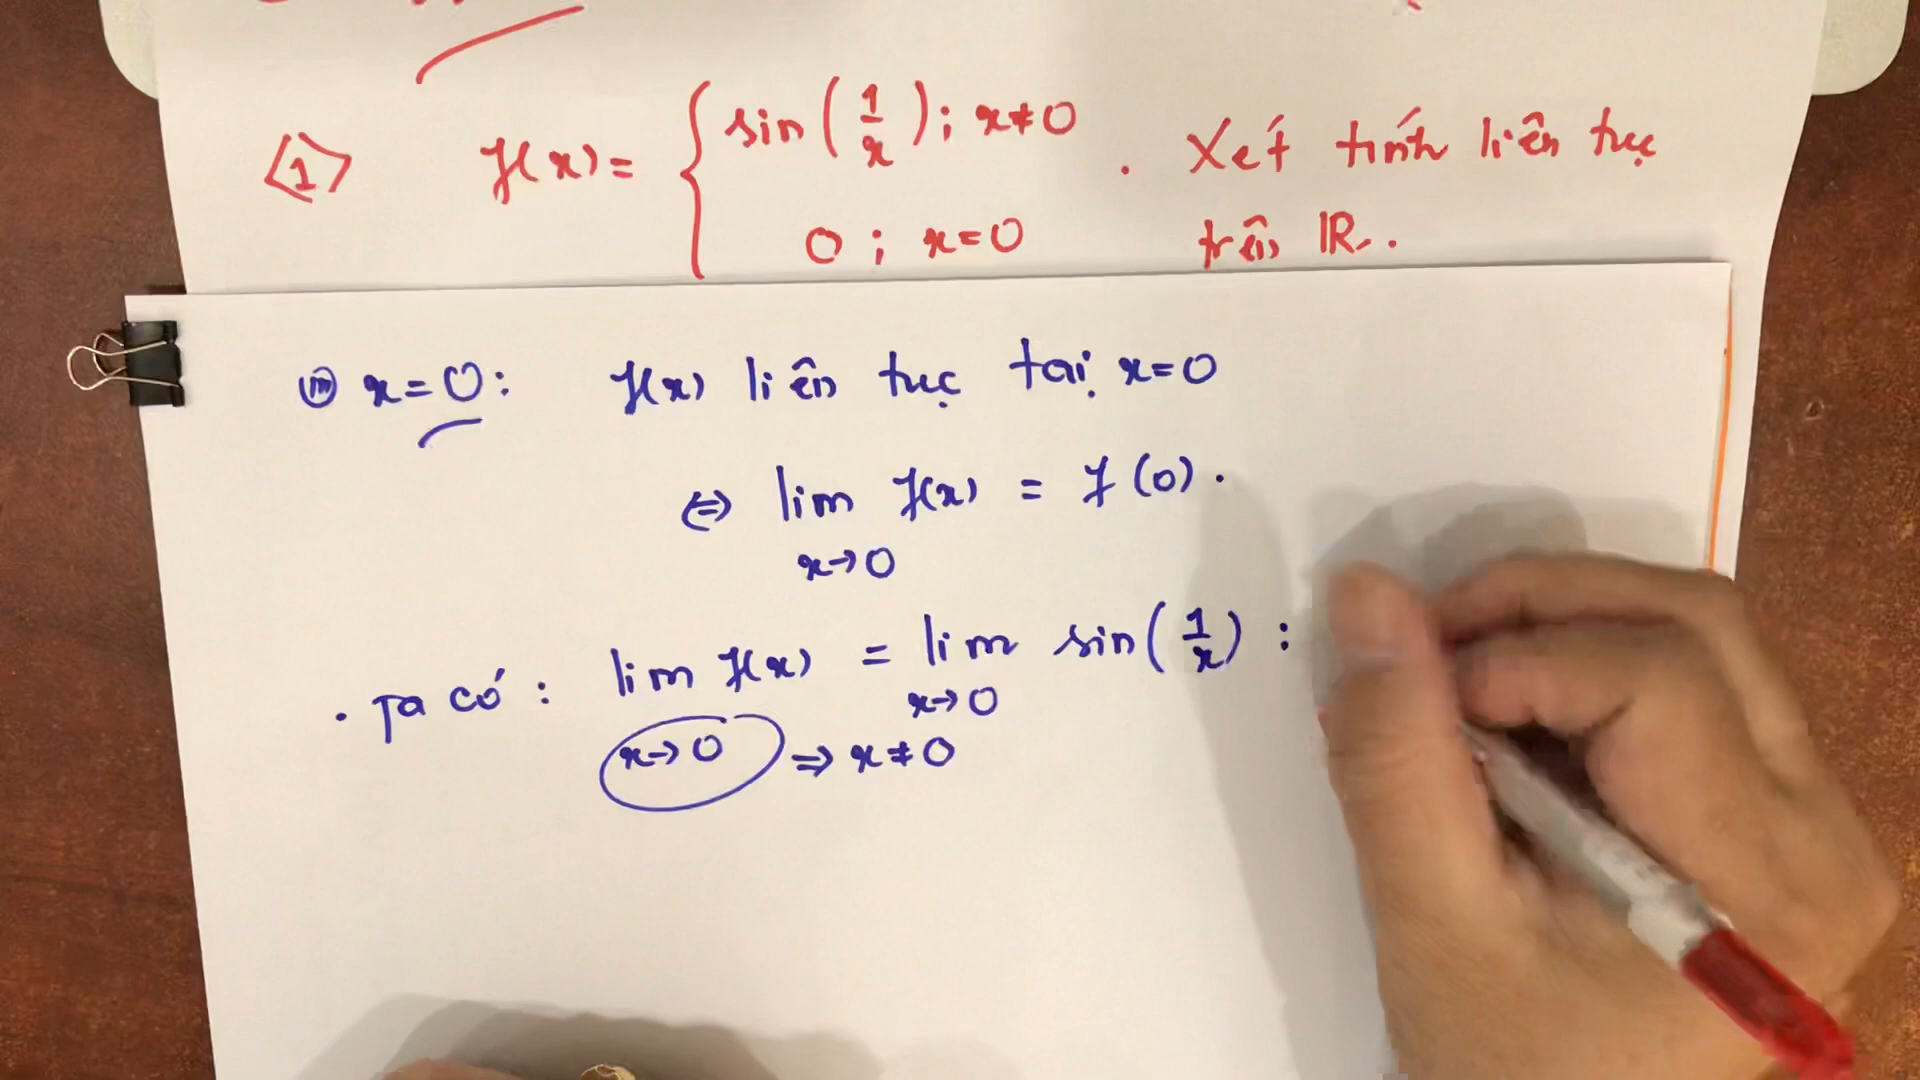 <1> f(x) = { sin(1/x); x≠0 . Xét tính liên tục
0; x=0 trên ℝ.
x=0: f(x) liên tục tại x=0
⇔ lim f(x) = f(0).
x→0
. Ta có: lim f(x) = lim sin(1/x) :
x→0
x→0 ⇒ x≠0